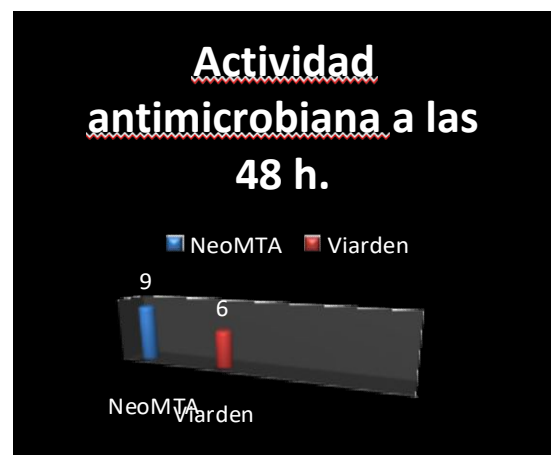 Actividad
antimicrobiana a las
48 h.
NeoMTA Viarden
9
6
NeoMTA
Viarden